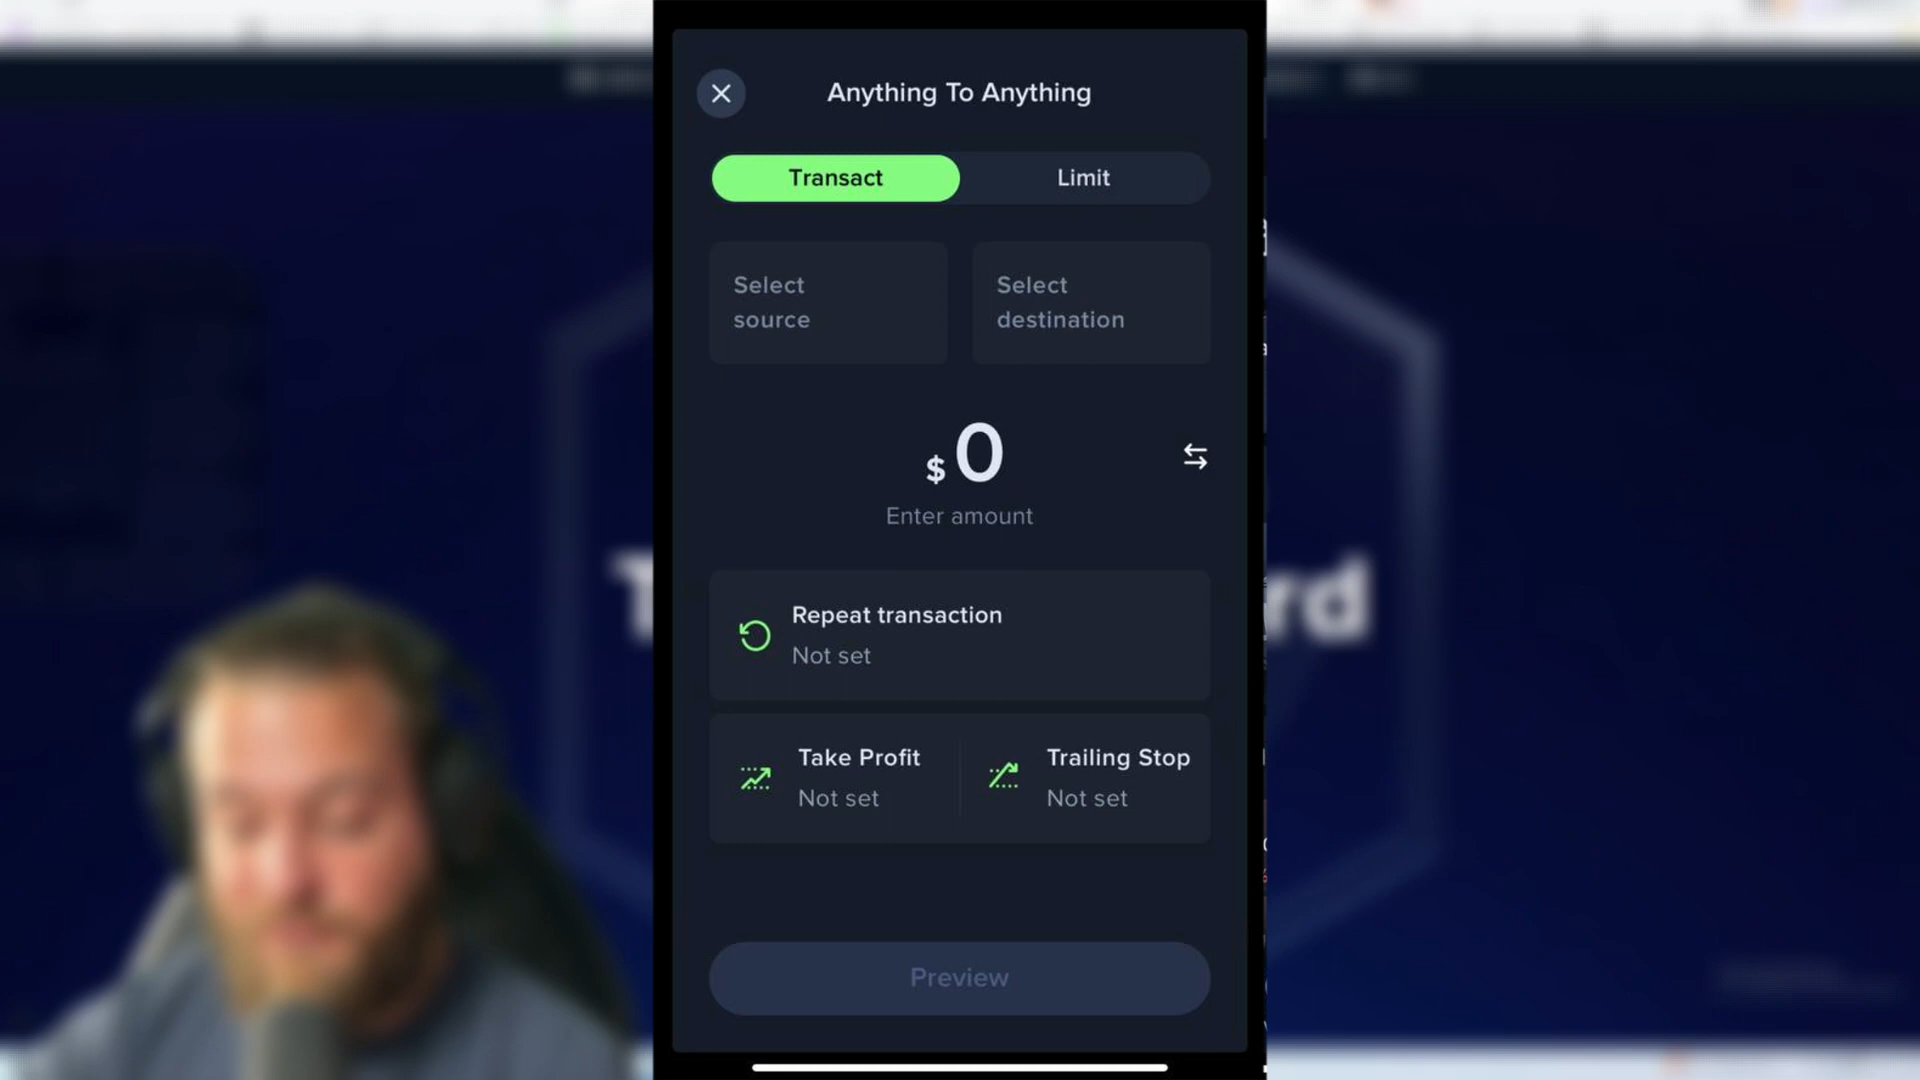 Anything To Anything
Transact
Limit
Select
source
Select
destination
$0
Enter amount
Repeat transaction
Not set
Take Profit
Not set
Trailing Stop
Not set
Preview
rd